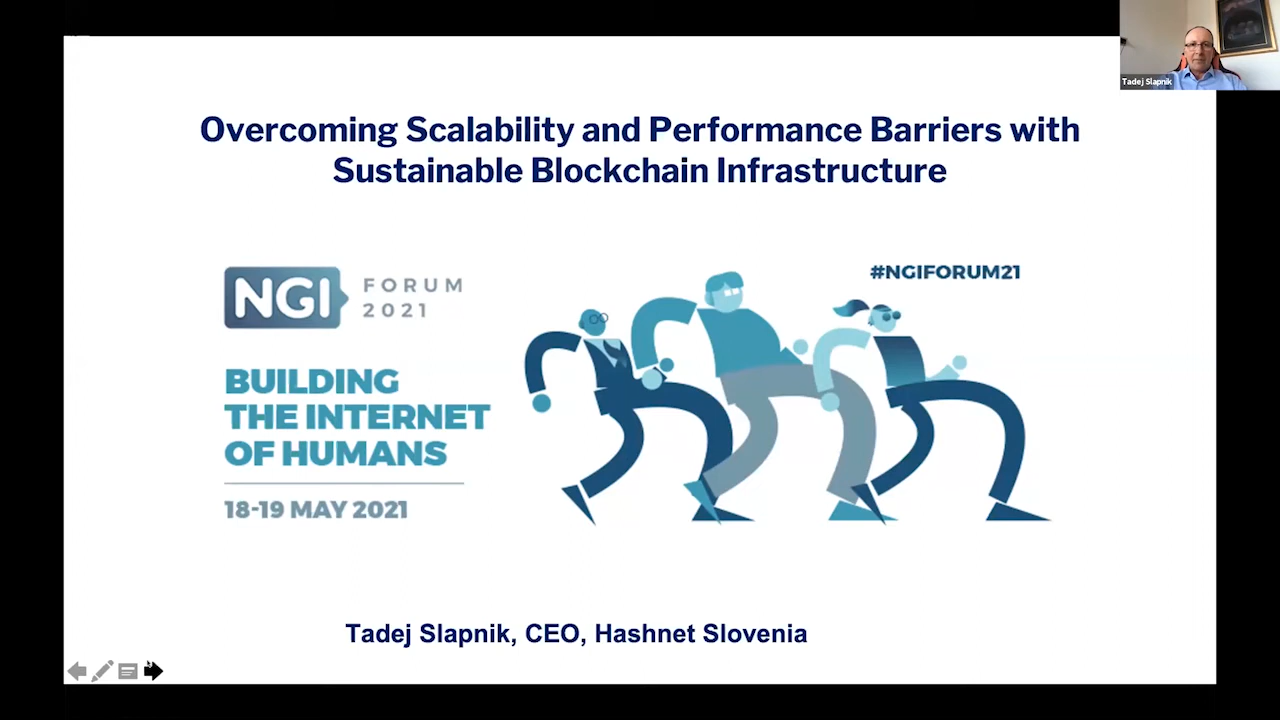 Overcoming Scalability and Performance Barriers with
Sustainable Blockchain Infrastructure
NGI FORUM
2021
#NGIFORUM21
BUILDING
THE INTERNET
OF HUMANS
18-19 MAY 2021
Tadej Slapnik, CEO, Hashnet Slovenia
Tadej Slapnik